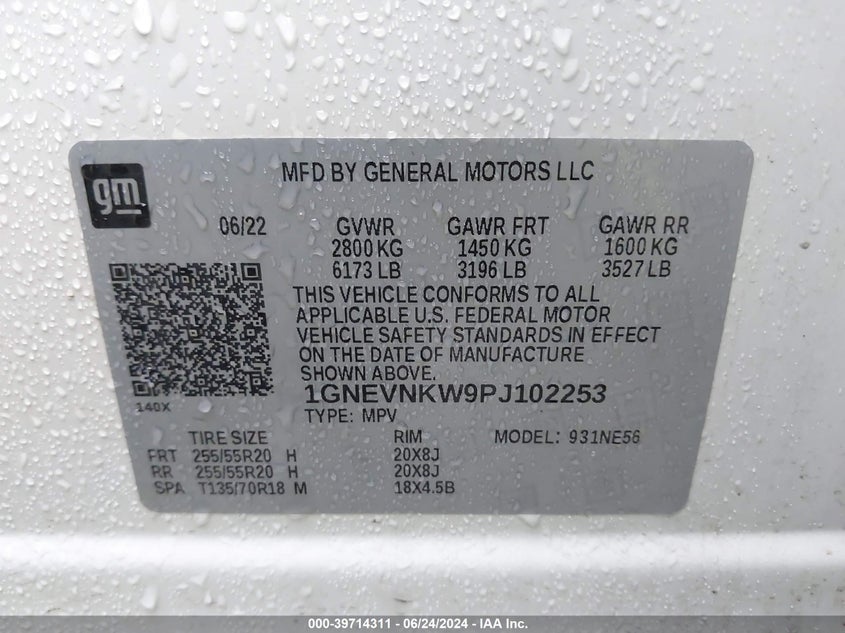 gm
MFD BY GENERAL MOTORS LLC
06/22 GVWR GAWR FRT GAWR RR
2800 KG 1450 KG 1600 KG
6173 LB 3196 LB 3527 LB
THIS VEHICLE CONFORMS TO ALL
APPLICABLE U.S. FEDERAL MOTOR
VEHICLE SAFETY STANDARDS IN EFFECT
ON THE DATE OF MANUFACTURE
SHOWN ABOVE.
140X
1GNEVNKW9PJ102253
TYPE: MPV
TIRE SIZE RIM MODEL: 931NE56
FRT 255/55R20 H 20X8J
RR 255/55R20 H 20X8J
SPA T135/70R18 M 18X4.5B
000-39714311 - 06/24/2024 - IAA Inc.